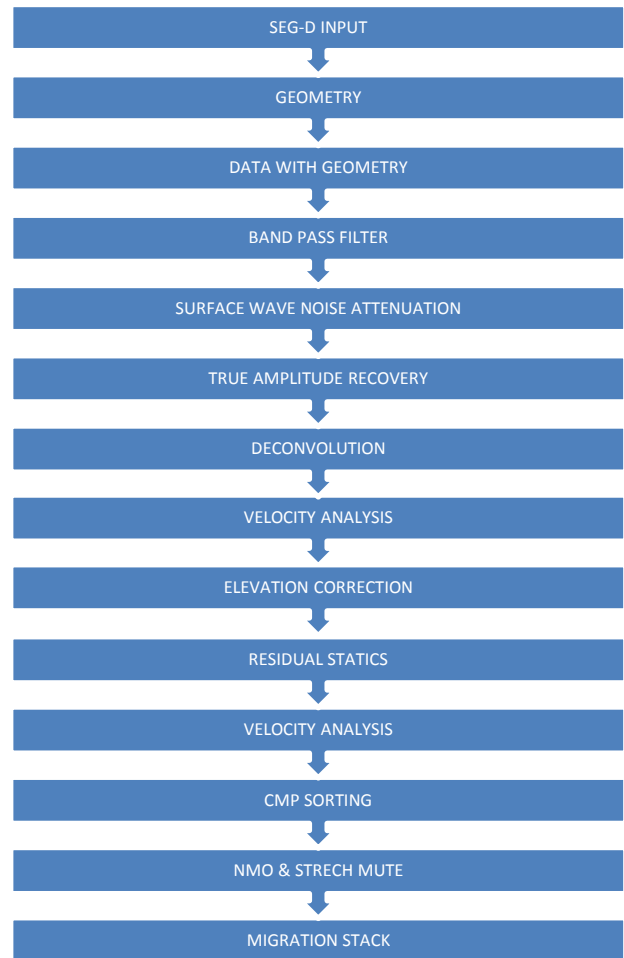 SEG-D INPUT
GEOMETRY
DATA WITH GEOMETRY
BAND PASS FILTER
SURFACE WAVE NOISE ATTENUATION
TRUE AMPLITUDE RECOVERY
DECONVOLUTION
VELOCITY ANALYSIS
ELEVATION CORRECTION
RESIDUAL STATICS
VELOCITY ANALYSIS
CMP SORTING
NMO & STRECH MUTE
MIGRATION STACK